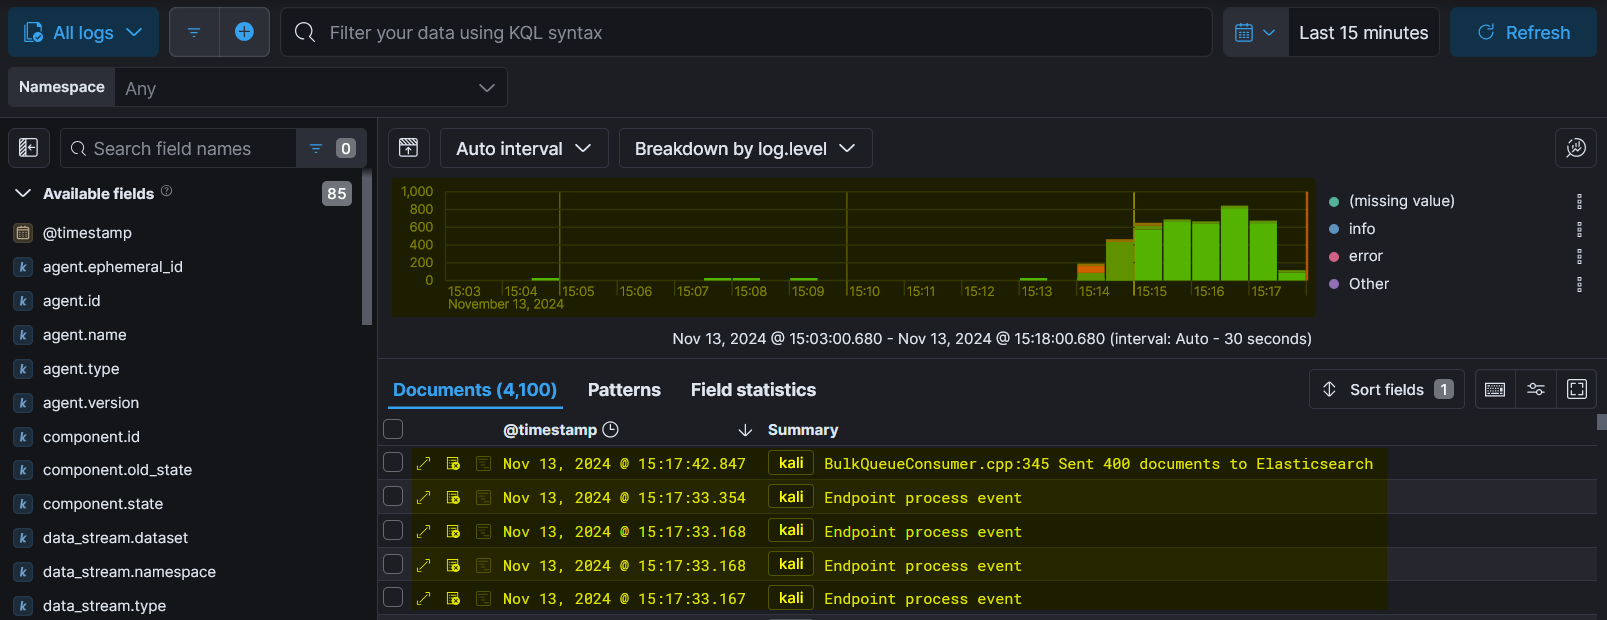 All logs
Filter your data using KQL syntax
Last 15 minutes
Refresh
Namespace
Any
Search field names
0
Auto interval
Breakdown by log.level
Available fields
85
@timestamp
agent.ephemeral_id
agent.id
agent.name
agent.type
agent.version
component.id
component.old_state
component.state
data_stream.dataset
data_stream.namespace
data_stream.type
1,000
800
600
400
200
0
15:03 15:04 15:05 15:06 15:07 15:08 15:09 15:10 15:11 15:12 15:13 15:14 15:15 15:16 15:17
November 13, 2024
(missing value)
info
error
Other
Nov 13, 2024 @ 15:03:00.680 - Nov 13, 2024 @ 15:18:00.680 (interval: Auto - 30 seconds)
Documents (4,100) Patterns Field statistics
Sort fields 1
@timestamp Summary
Nov 13, 2024 @ 15:17:42.847 kali BulkQueueConsumer.cpp:345 Sent 400 documents to Elasticsearch
Nov 13, 2024 @ 15:17:33.354 kali Endpoint process event
Nov 13, 2024 @ 15:17:33.168 kali Endpoint process event
Nov 13, 2024 @ 15:17:33.168 kali Endpoint process event
Nov 13, 2024 @ 15:17:33.167 kali Endpoint process event